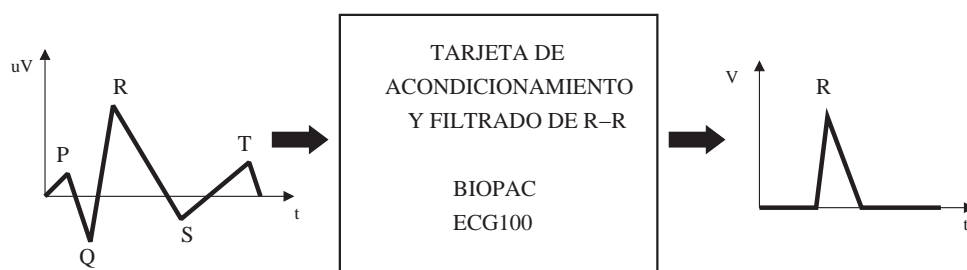 uV
P
Q
R
S
T
t
TARJETA DE
ACONDICIONAMIENTO
Y FILTRADO DE R–R
BIOPAC
ECG100
V
R
t